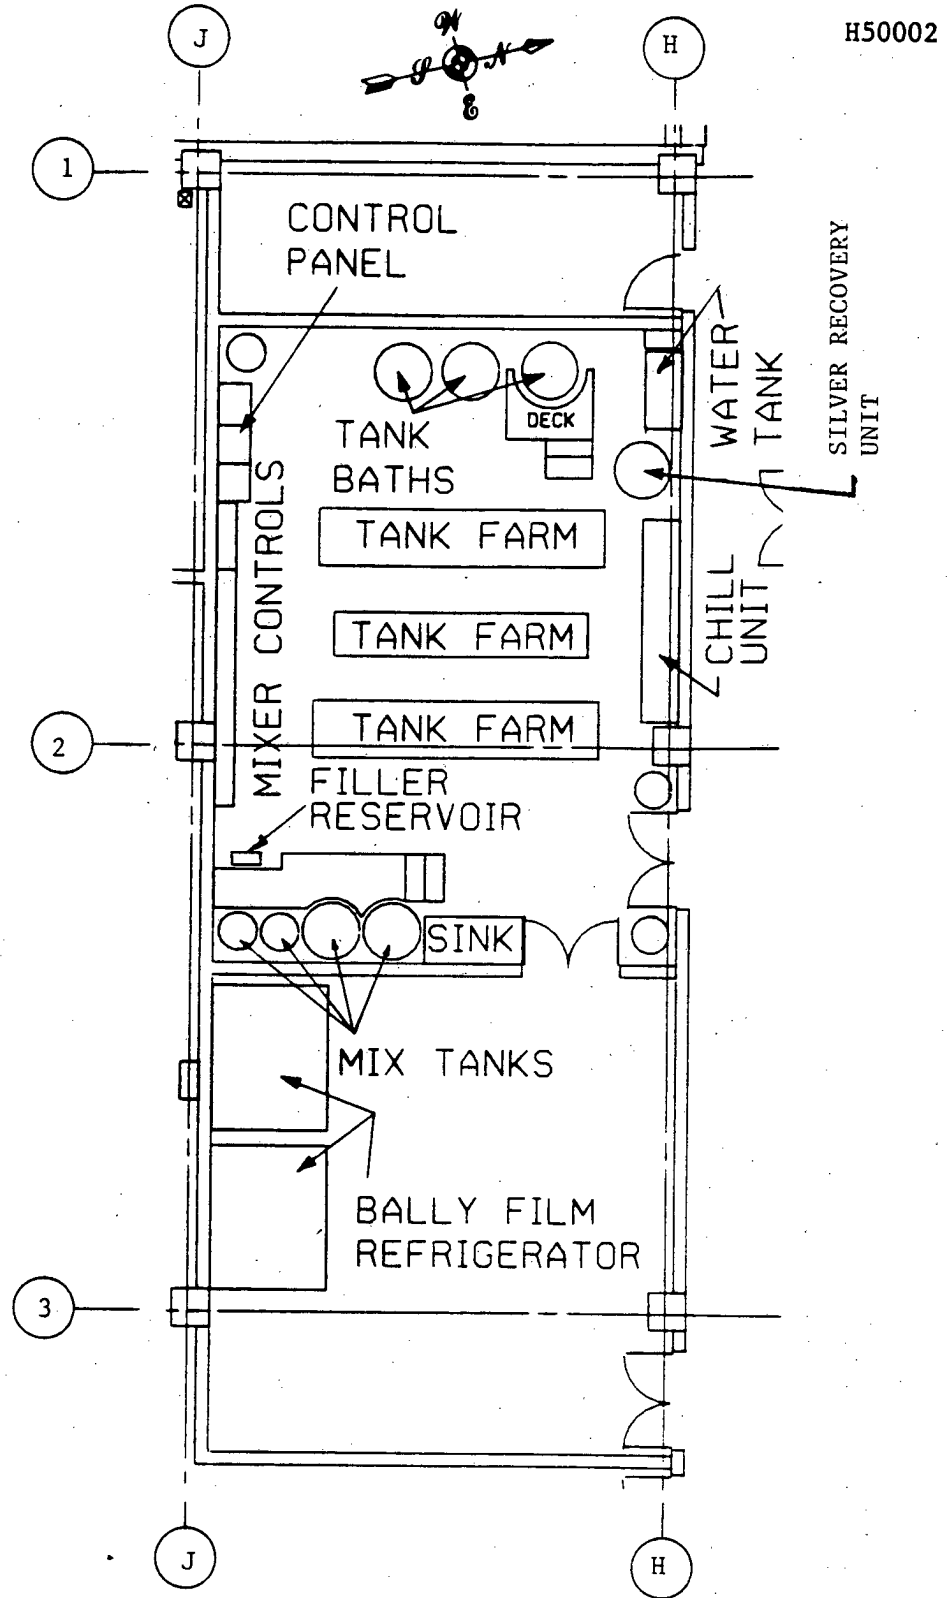 H50002
J
H
W
S N
E
1
CONTROL
PANEL
SILVER RECOVERY
UNIT
WATER
TANK
DECK
TANK
BATHS
MIXER CONTROLS
TANK FARM
TANK FARM
CHILL
UNIT
TANK FARM
2
FILLER
RESERVOIR
SINK
MIX TANKS
BALLY FILM
REFRIGERATOR
3
J
H